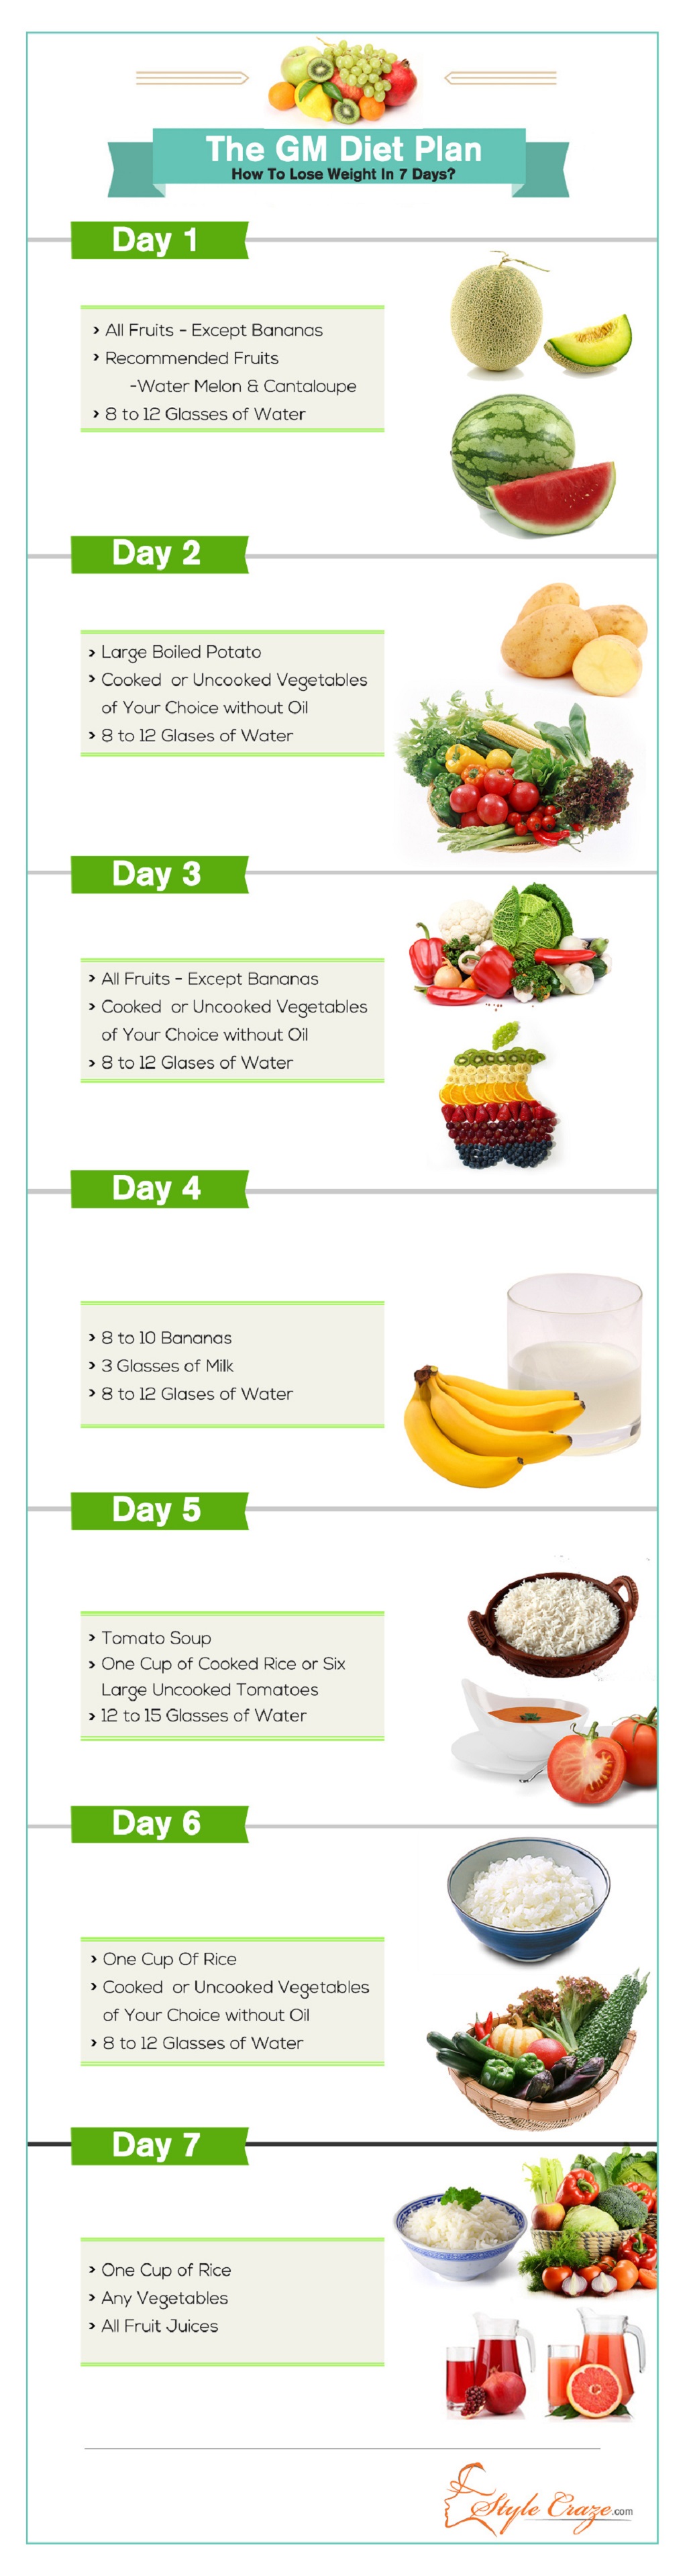 The GM Diet Plan
How To Lose Weight In 7 Days?
Day 1
› All Fruits - Except Bananas
› Recommended Fruits
-Water Melon & Cantaloupe
› 8 to 12 Glasses of Water
Day 2
› Large Boiled Potato
› Cooked or Uncooked Vegetables
of Your Choice without Oil
› 8 to 12 Glases of Water
Day 3
› All Fruits - Except Bananas
› Cooked or Uncooked Vegetables
of Your Choice without Oil
› 8 to 12 Glases of Water
Day 4
› 8 to 10 Bananas
› 3 Glasses of Milk
› 8 to 12 Glases of Water
Day 5
› Tomato Soup
› One Cup of Cooked Rice or Six
Large Uncooked Tomatoes
› 12 to 15 Glasses of Water
Day 6
› One Cup Of Rice
› Cooked or Uncooked Vegetables
of Your Choice without Oil
› 8 to 12 Glasses of Water
Day 7
› One Cup of Rice
› Any Vegetables
› All Fruit Juices
Style Craze.com